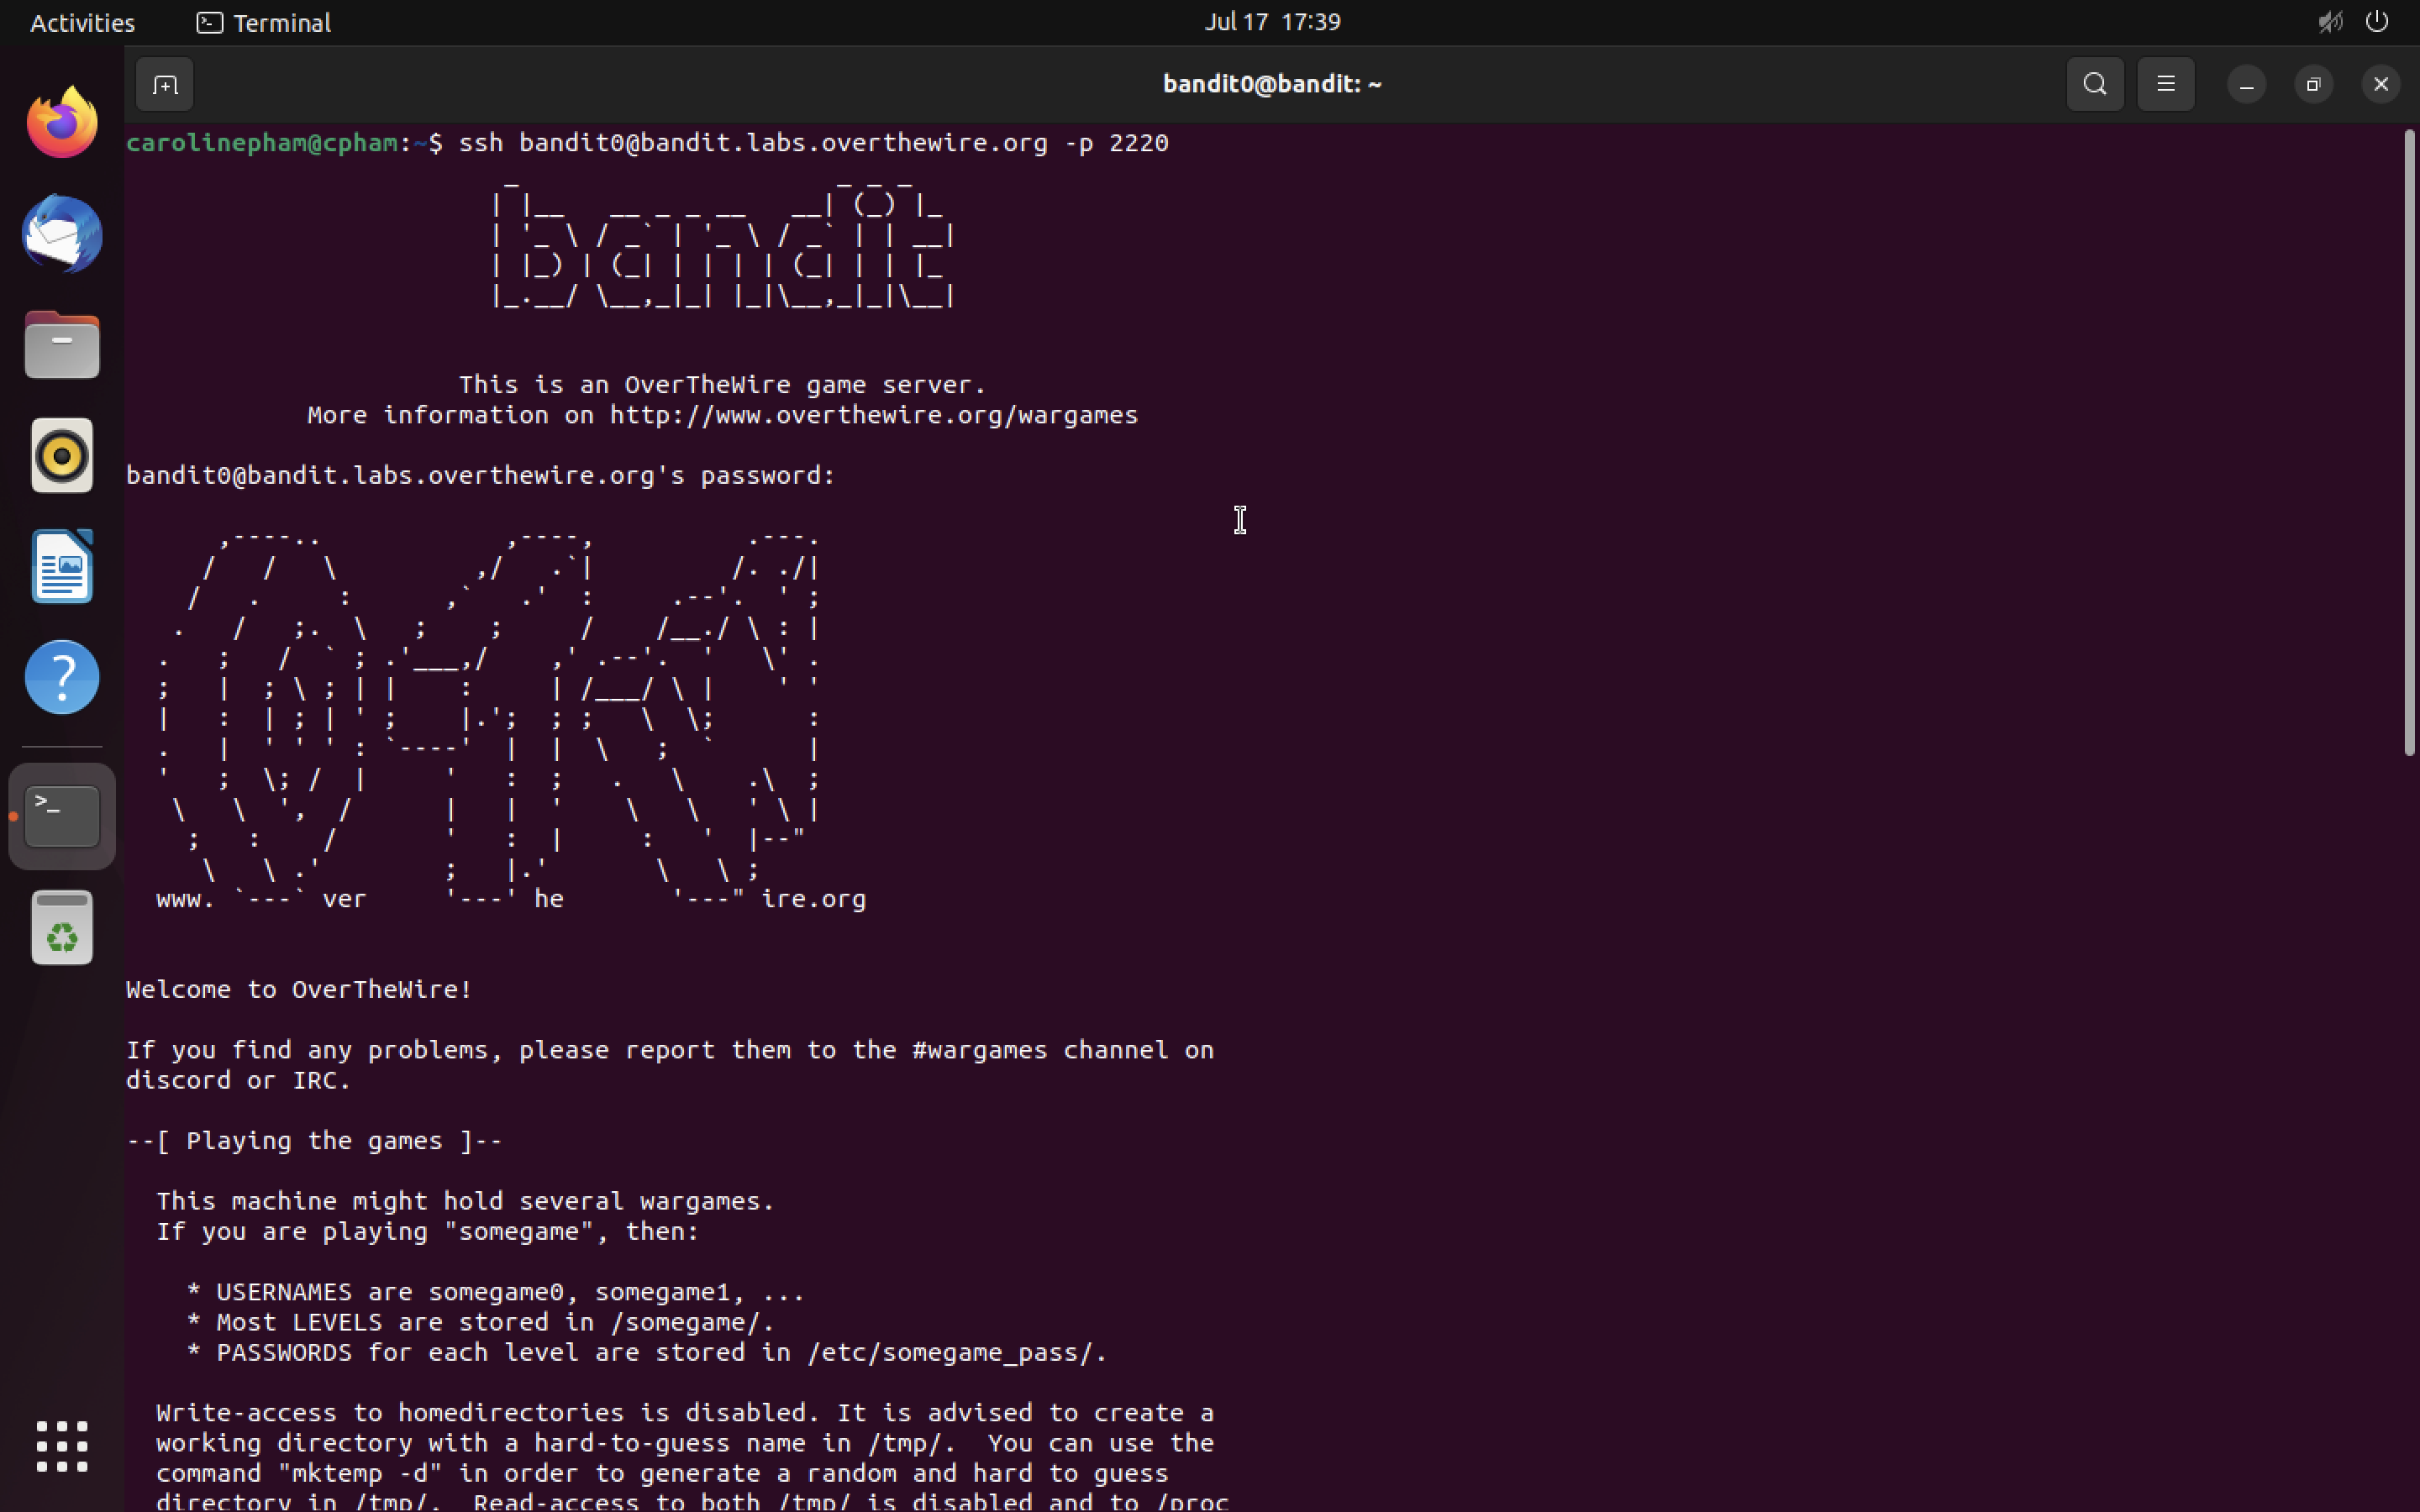 Activities Terminal Jul 17 17:39
bandit0@bandit: ~
carolinepham@cpham:~$ ssh bandit0@bandit.labs.overthewire.org -p 2220
bandit
This is an OverTheWire game server.
More information on http://www.overthewire.org/wargames
bandit0@bandit.labs.overthewire.org's password:
www. ver he ire.org
Welcome to OverTheWire!
If you find any problems, please report them to the #wargames channel on
discord or IRC.
--[ Playing the games ]--
This machine might hold several wargames.
If you are playing "somegame", then:
* USERNAMES are somegame0, somegame1, ...
* Most LEVELS are stored in /somegame/.
* PASSWORDS for each level are stored in /etc/somegame_pass/.
Write-access to homedirectories is disabled. It is advised to create a
working directory with a hard-to-guess name in /tmp/.  You can use the
command "mktemp -d" in order to generate a random and hard to guess
directory in /tmp/.  Read-access to both /tmp/ is disabled and to /proc